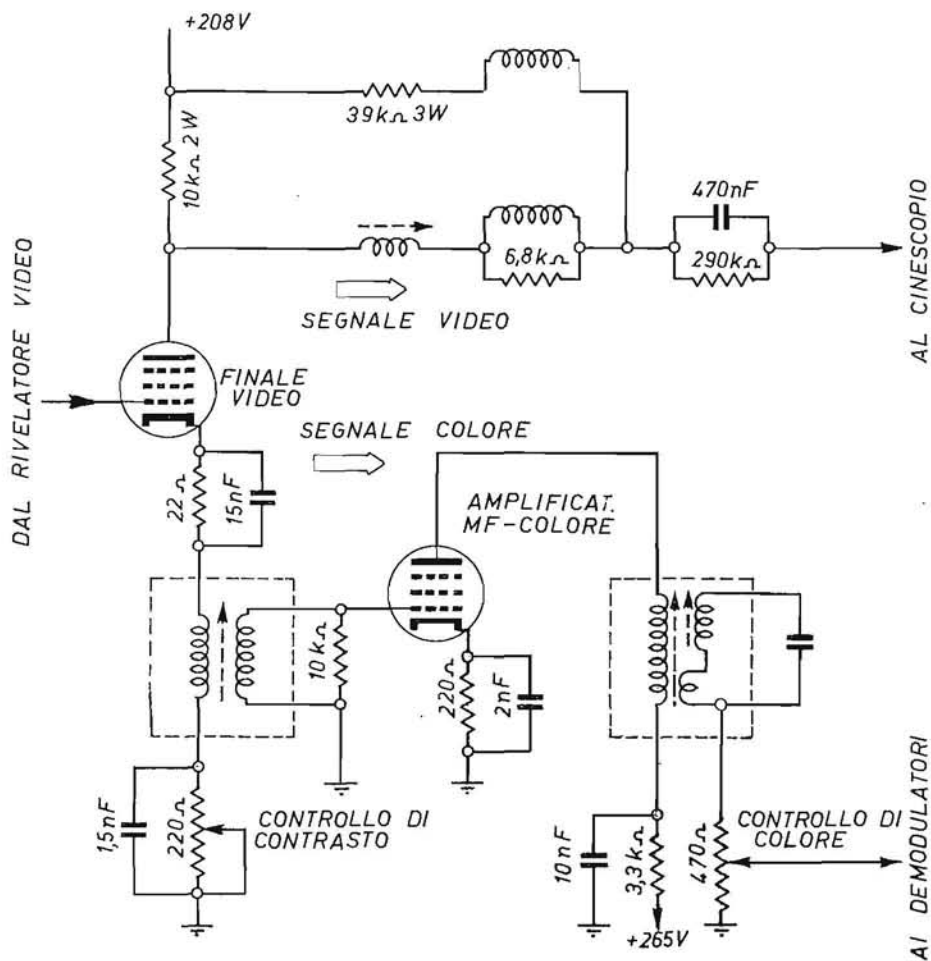 +208V
39kΩ 3W
10kΩ 2W
470nF
6,8kΩ
290kΩ
SEGNALE VIDEO
AL CINESCOPIO
DAL RIVELATORE VIDEO
FINALE
VIDEO
SEGNALE COLORE
22Ω
15nF
AMPLIFICAT.
MF-COLORE
10kΩ
220Ω
2nF
1,5nF
220Ω
CONTROLLO DI
CONTRASTO
10nF
3,3kΩ
470Ω
CONTROLLO DI
COLORE
+265V
AI DEMODULATORI